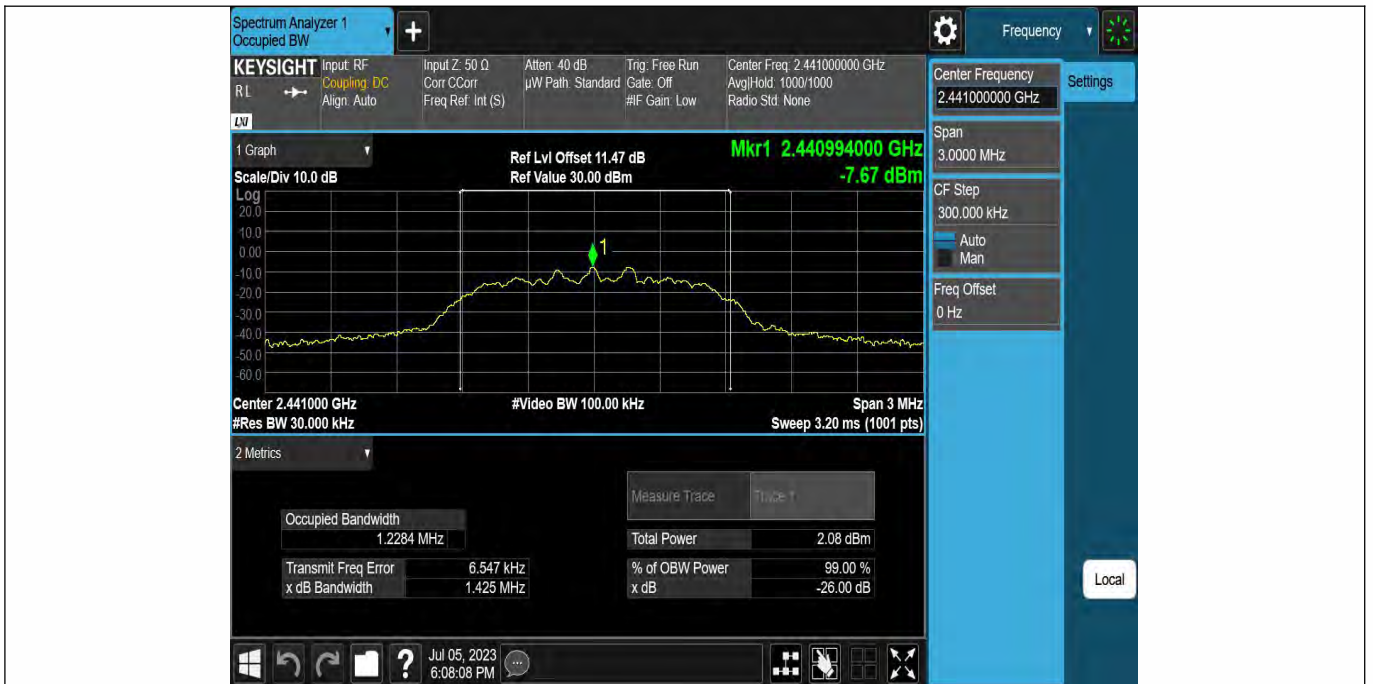 Spectrum Analyzer 1
Occupied BW
+
Frequency
KEYSIGHT
RL
LXI
Input: RF
Coupling: DC
Align: Auto
Input Z: 50 Ω
Corr CCorr
Freq Ref: Int (S)
Atten: 40 dB
µW Path: Standard
Trig: Free Run
Gate: Off
#IF Gain: Low
Center Freq: 2.441000000 GHz
Avg|Hold: 1000/1000
Radio Std: None
Center Frequency
2.441000000 GHz
Settings
Span
3.0000 MHz
CF Step
300.000 kHz
Auto
Man
Freq Offset
0 Hz
Local
1 Graph
Scale/Div 10.0 dB
Ref Lvl Offset 11.47 dB
Ref Value 30.00 dBm
Mkr1 2.440994000 GHz
-7.67 dBm
Log
20.0
10.0
0.00
-10.0
-20.0
-30.0
-40.0
-50.0
-60.0
1
Center 2.441000 GHz
#Res BW 30.000 kHz
#Video BW 100.00 kHz
Span 3 MHz
Sweep 3.20 ms (1001 pts)
2 Metrics
Measure Trace Trace 1
Occupied Bandwidth
1.2284 MHz
Total Power 2.08 dBm
Transmit Freq Error 6.547 kHz
% of OBW Power 99.00 %
x dB Bandwidth 1.425 MHz
x dB -26.00 dB
?
Jul 05, 2023
6:08:08 PM